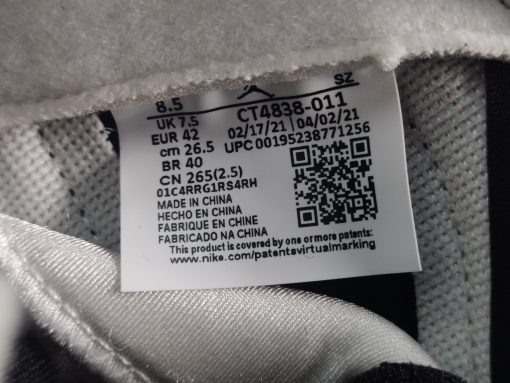 8.5 SZ
UK 7.5 CT4838-011
EUR 42 02/17/21 04/02/21
cm 26.5 UPC 00195238771256
BR 40
CN 265(2.5)
01C4RRG1RS4RH
MADE IN CHINA
HECHO EN CHINA
FABRIQUE EN CHINE
FABRICADO NA CHINA
This product is covered by one or more patents:
www.nike.com/patentsvirtualmarking